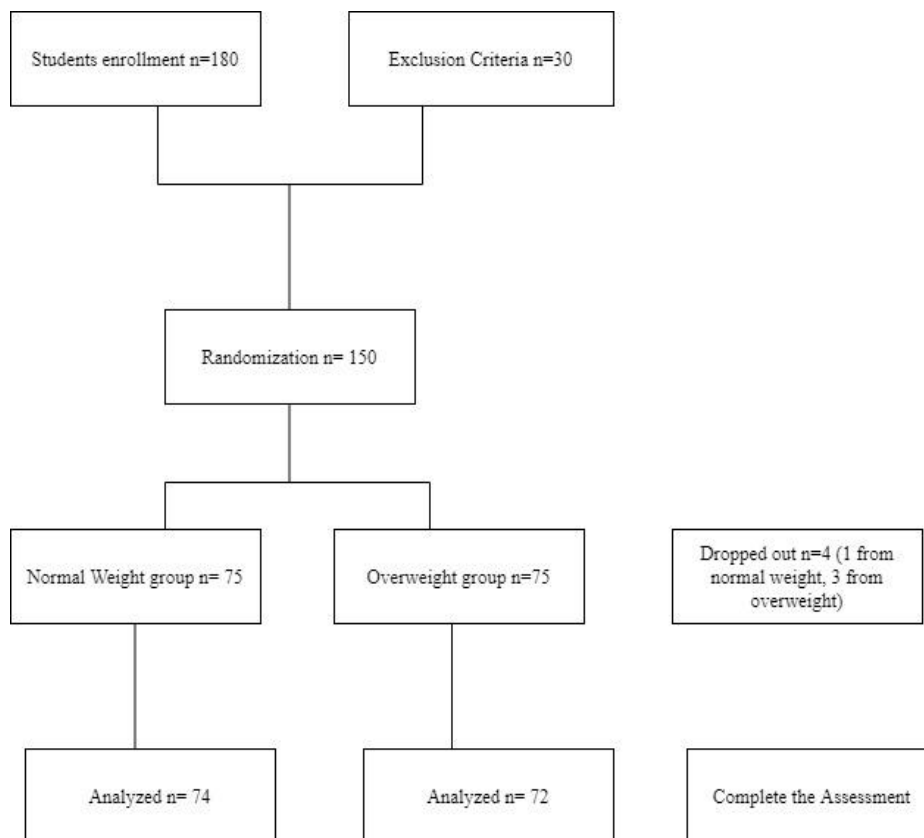 Students enrollment n=180
Exclusion Criteria n=30
Randomization n= 150
Normal Weight group n= 75
Overweight group n=75
Dropped out n=4 (1 from
normal weight, 3 from
overweight)
Analyzed n= 74
Analyzed n= 72
Complete the Assessment